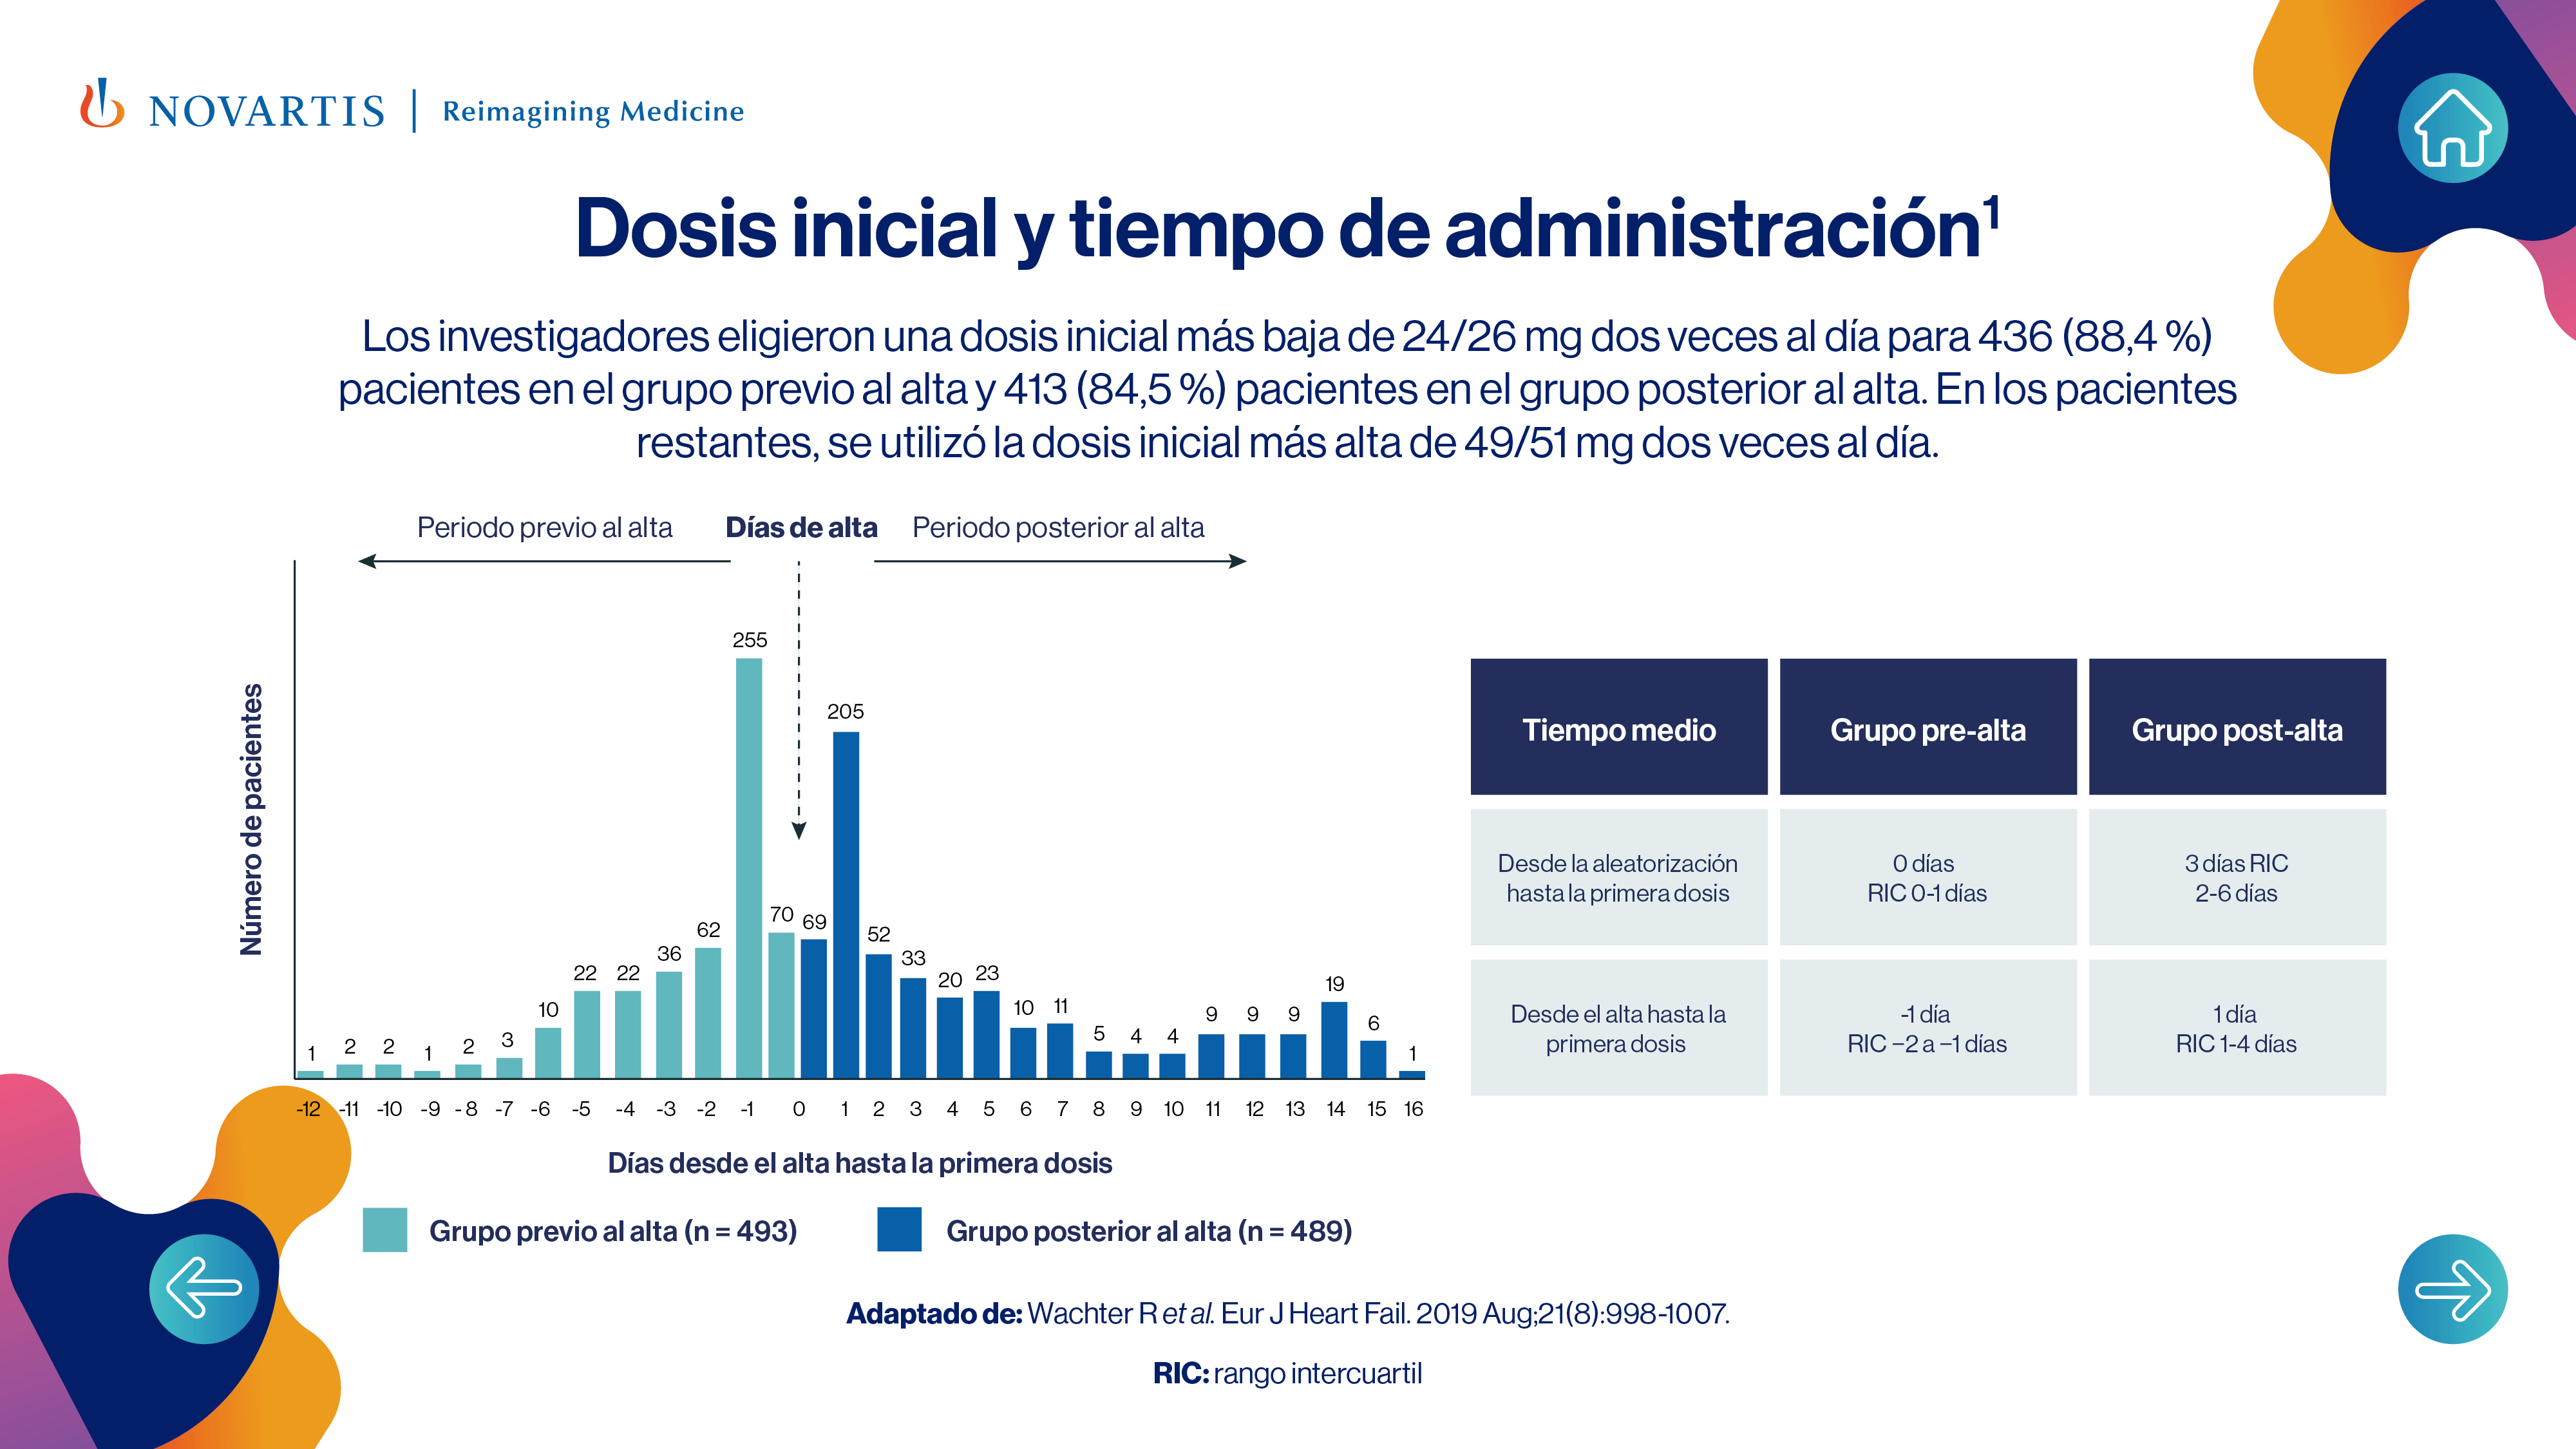 NOVARTIS | Reimagining Medicine
Dosis inicial y tiempo de administración¹
Los investigadores eligieron una dosis inicial más baja de 24/26 mg dos veces al día para 436 (88,4 %)
pacientes en el grupo previo al alta y 413 (84,5 %) pacientes en el grupo posterior al alta. En los pacientes
restantes, se utilizó la dosis inicial más alta de 49/51 mg dos veces al día.
Periodo previo al alta Días de alta Periodo posterior al alta
Número de pacientes
1 2 2 1 2 3 10 22 22 36 62 255 70 69 205 52 33 20 23 10 11 5 4 4 9 9 9 19 6 1
-12 -11 -10 -9 - 8 -7 -6 -5 -4 -3 -2 -1 0 1 2 3 4 5 6 7 8 9 10 11 12 13 14 15 16
Días desde el alta hasta la primera dosis
Grupo previo al alta (n = 493) Grupo posterior al alta (n = 489)
Tiempo medio Grupo pre-alta Grupo post-alta
Desde la aleatorización
hasta la primera dosis
0 días
RIC 0-1 días
3 días RIC
2-6 días
Desde el alta hasta la
primera dosis
-1 día
RIC −2 a −1 días
1 día
RIC 1-4 días
Adaptado de: Wachter R et al. Eur J Heart Fail. 2019 Aug;21(8):998-1007.
RIC: rango intercuartil